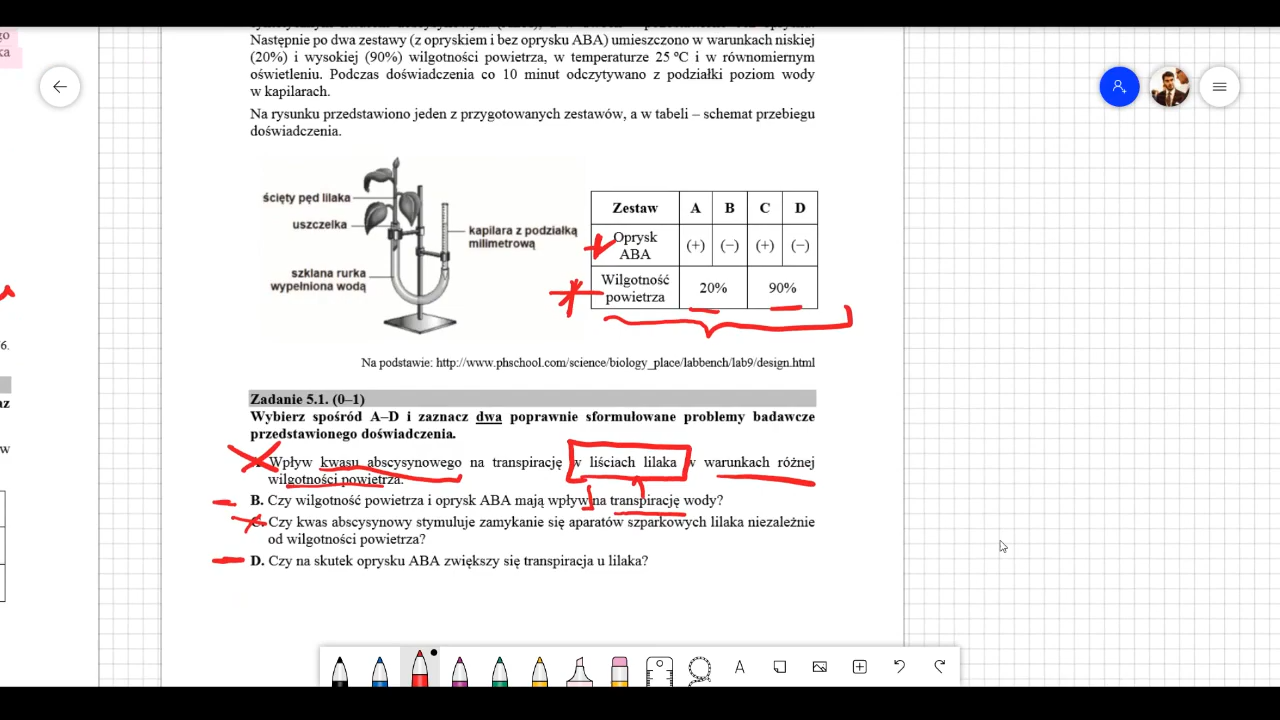 go
ka
Następnie po dwa zestawy (z opryskiem i bez oprysku ABA) umieszczono w warunkach niskiej
(20%) i wysokiej (90%) wilgotności powietrza, w temperaturze 25 ºC i w równomiernym
oświetleniu. Podczas doświadczenia co 10 minut odczytywano z podziałki poziom wody
w kapilarach.
Na rysunku przedstawiono jeden z przygotowanych zestawów, a w tabeli – schemat przebiegu
doświadczenia.
ścięty pęd lilaka
uszczelka
kapilara z podziałką
milimetrową
szklana rurka
wypełniona wodą
Zestaw A B C D
Oprysk
ABA
(+) (−) (+) (−)
Wilgotność
powietrza
20% 90%
6.
Na podstawie: http://www.phschool.com/science/biology_place/labbench/lab9/design.html
az
w
Zadanie 5.1. (0–1)
Wybierz spośród A–D i zaznacz dwa poprawnie sformułowane problemy badawcze
przedstawionego doświadczenia.
Wpływ kwasu abscysynowego na transpirację w liściach lilaka w warunkach różnej
wilgotności powietrza.
B. Czy wilgotność powietrza i oprysk ABA mają wpływ na transpirację wody?
C. Czy kwas abscysynowy stymuluje zamykanie się aparatów szparkowych lilaka niezależnie
od wilgotności powietrza?
D. Czy na skutek oprysku ABA zwiększy się transpiracja u lilaka?
A